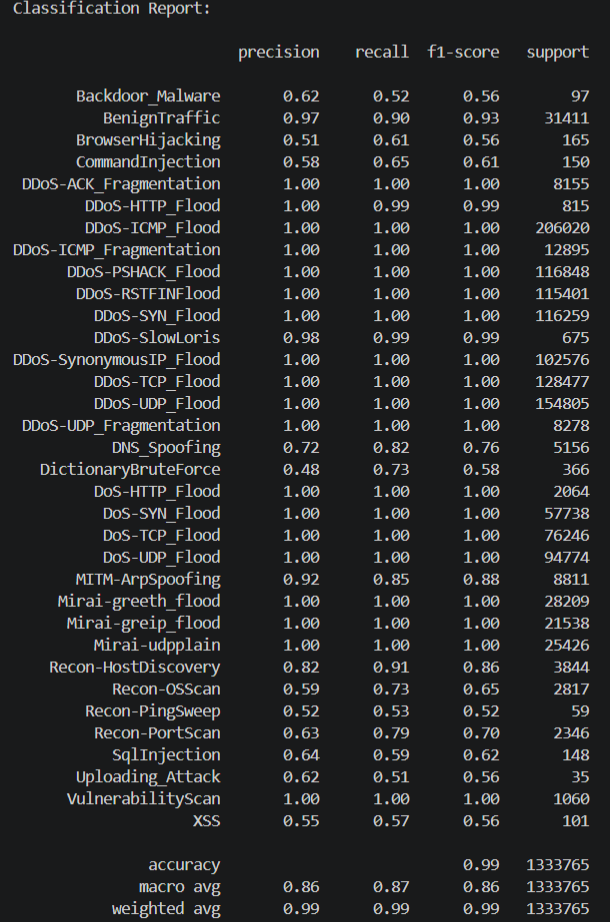 Classification Report:
precision recall f1-score support
Backdoor_Malware 0.62 0.52 0.56 97
BenignTraffic 0.97 0.90 0.93 31411
BrowserHijacking 0.51 0.61 0.56 165
CommandInjection 0.58 0.65 0.61 150
DDoS-ACK_Fragmentation 1.00 1.00 1.00 8155
DDoS-HTTP_Flood 1.00 0.99 0.99 815
DDoS-ICMP_Flood 1.00 1.00 1.00 206020
DDoS-ICMP_Fragmentation 1.00 1.00 1.00 12895
DDoS-PSHACK_Flood 1.00 1.00 1.00 116848
DDoS-RSTFINFlood 1.00 1.00 1.00 115401
DDoS-SYN_Flood 1.00 1.00 1.00 116259
DDoS-SlowLoris 0.98 0.99 0.99 675
DDoS-SynonymousIP_Flood 1.00 1.00 1.00 102576
DDoS-TCP_Flood 1.00 1.00 1.00 128477
DDoS-UDP_Flood 1.00 1.00 1.00 154805
DDoS-UDP_Fragmentation 1.00 1.00 1.00 8278
DNS_Spoofing 0.72 0.82 0.76 5156
DictionaryBruteForce 0.48 0.73 0.58 366
DoS-HTTP_Flood 1.00 1.00 1.00 2064
DoS-SYN_Flood 1.00 1.00 1.00 57738
DoS-TCP_Flood 1.00 1.00 1.00 76246
DoS-UDP_Flood 1.00 1.00 1.00 94774
MITM-ArpSpoofing 0.92 0.85 0.88 8811
Mirai-greeth_flood 1.00 1.00 1.00 28209
Mirai-greip_flood 1.00 1.00 1.00 21538
Mirai-udpplain 1.00 1.00 1.00 25426
Recon-HostDiscovery 0.82 0.91 0.86 3844
Recon-OSScan 0.59 0.73 0.65 2817
Recon-PingSweep 0.52 0.53 0.52 59
Recon-PortScan 0.63 0.79 0.70 2346
SqlInjection 0.64 0.59 0.62 148
Uploading_Attack 0.62 0.51 0.56 35
VulnerabilityScan 1.00 1.00 1.00 1060
XSS 0.55 0.57 0.56 101
accuracy 0.99 1333765
macro avg 0.86 0.87 0.86 1333765
weighted avg 0.99 0.99 0.99 1333765